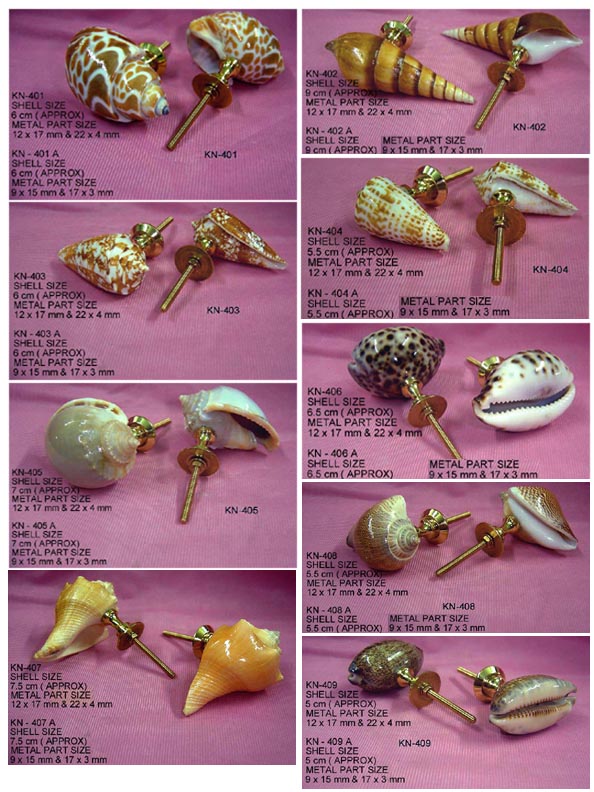 KN-401
SHELL SIZE
6 cm ( APPROX)
METAL PART SIZE
12 x 17 mm & 22 x 4 mm
KN - 401 A
SHELL SIZE
6 cm ( APPROX)
METAL PART SIZE
9 x 15 mm & 17 x 3 mm
KN-401
KN-402
SHELL SIZE
9 cm ( APPROX)
METAL PART SIZE
12 x 17 mm & 22 x 4 mm
KN - 402 A
SHELL SIZE
9 cm ( APPROX)
METAL PART SIZE
9 x 15 mm & 17 x 3 mm
KN-402
KN-403
SHELL SIZE
6 cm ( APPROX)
METAL PART SIZE
12 x 17 mm & 22 x 4 mm
KN - 403 A
SHELL SIZE
6 cm ( APPROX)
METAL PART SIZE
9 x 15 mm & 17 x 3 mm
KN-403
KN-404
SHELL SIZE
5.5 cm ( APPROX)
METAL PART SIZE
12 x 17 mm & 22 x 4 mm
KN - 404 A
SHELL SIZE
5.5 cm ( APPROX)
METAL PART SIZE
9 x 15 mm & 17 x 3 mm
KN-404
KN-405
SHELL SIZE
7 cm ( APPROX)
METAL PART SIZE
12 x 17 mm & 22 x 4 mm
KN - 405 A
SHELL SIZE
7 cm ( APPROX)
METAL PART SIZE
9 x 15 mm & 17 x 3 mm
KN-405
KN-406
SHELL SIZE
6.5 cm ( APPROX)
METAL PART SIZE
12 x 17 mm & 22 x 4 mm
KN - 406 A
SHELL SIZE
6.5 cm ( APPROX)
METAL PART SIZE
9 x 15 mm & 17 x 3 mm
KN-407
SHELL SIZE
7.5 cm ( APPROX)
METAL PART SIZE
12 x 17 mm & 22 x 4 mm
KN - 407 A
SHELL SIZE
7.5 cm ( APPROX)
METAL PART SIZE
9 x 15 mm & 17 x 3 mm
KN-408
SHELL SIZE
5.5 cm ( APPROX)
METAL PART SIZE
12 x 17 mm & 22 x 4 mm
KN - 408 A
SHELL SIZE
5.5 cm ( APPROX)
METAL PART SIZE
9 x 15 mm & 17 x 3 mm
KN-408
KN-409
SHELL SIZE
5 cm ( APPROX)
METAL PART SIZE
12 x 17 mm & 22 x 4 mm
KN - 409 A
SHELL SIZE
5 cm ( APPROX)
METAL PART SIZE
9 x 15 mm & 17 x 3 mm
KN-409